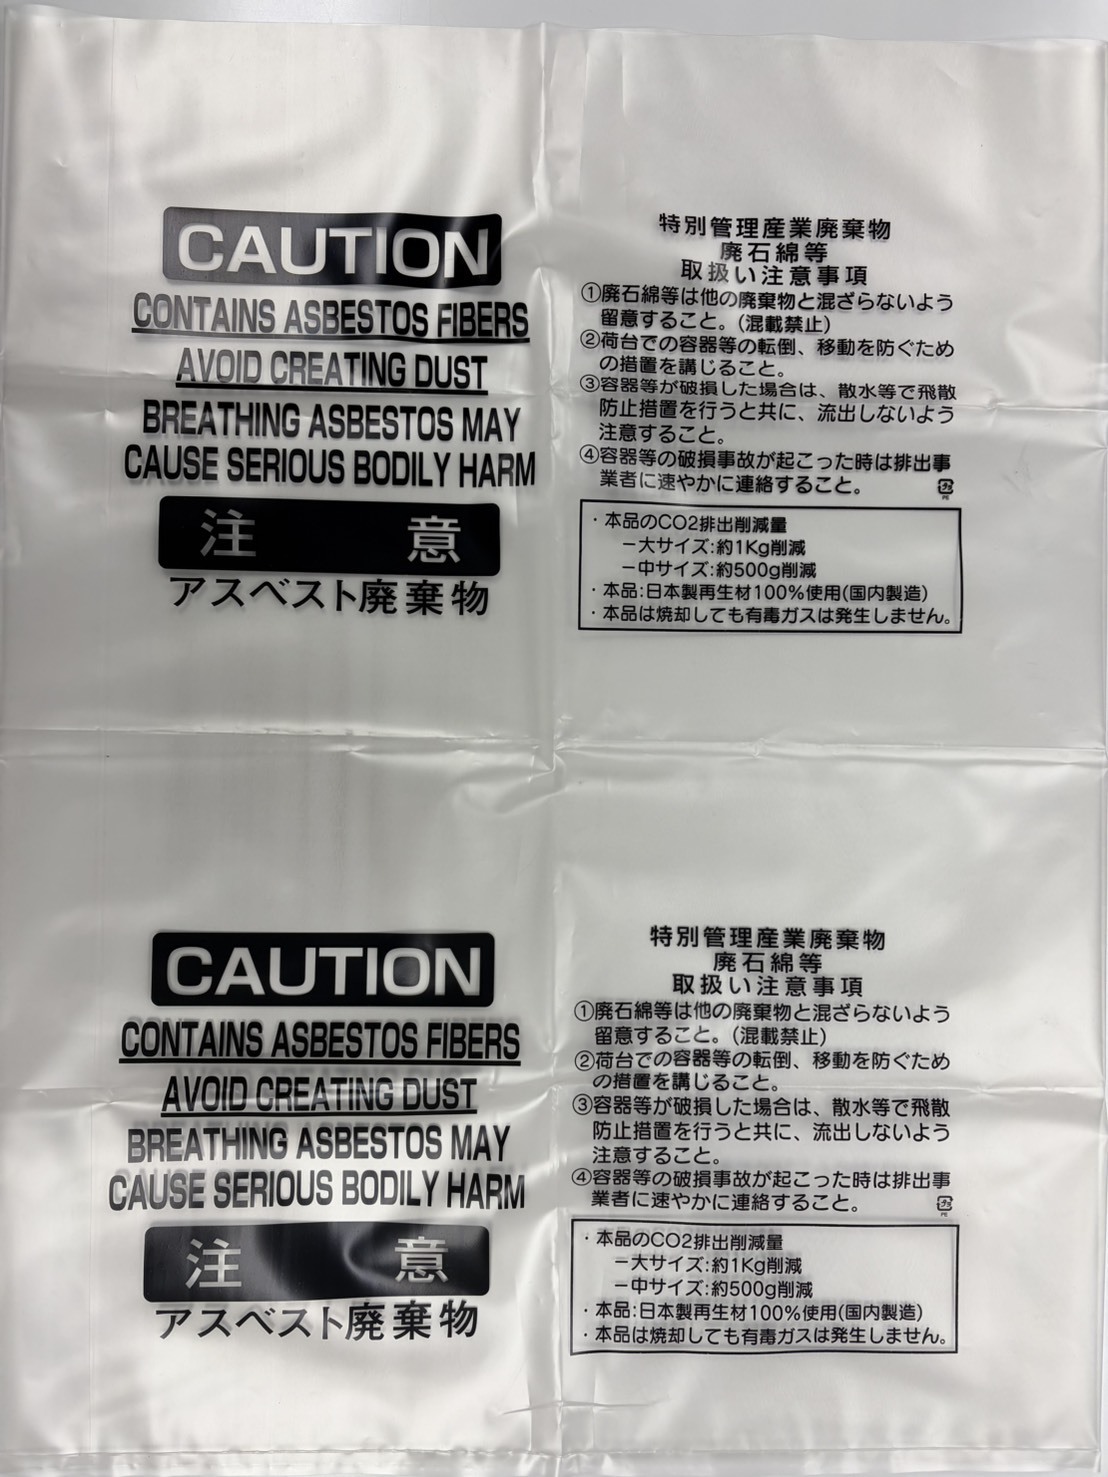 CAUTION
CONTAINS ASBESTOS FIBERS
AVOID CREATING DUST
BREATHING ASBESTOS MAY
CAUSE SERIOUS BODILY HARM
注 意
アスベスト廃棄物
特別管理産業廃棄物
廃石綿等
取扱い注意事項
①廃石綿等は他の廃棄物と混ざらないよう
留意すること。(混載禁止)
②荷台での容器等の転倒、移動を防ぐため
の措置を講じること。
③容器等が破損した場合は、散水等で飛散
防止措置を行うと共に、流出しないよう
注意すること。
④容器等の破損事故が起こった時は排出事
業者に速やかに連絡すること。
プラ
PE
・本品のCO2排出削減量
－大サイズ:約1Kg削減
－中サイズ:約500g削減
・本品:日本製再生材100%使用(国内製造)
・本品は焼却しても有毒ガスは発生しません。
CAUTION
CONTAINS ASBESTOS FIBERS
AVOID CREATING DUST
BREATHING ASBESTOS MAY
CAUSE SERIOUS BODILY HARM
注 意
アスベスト廃棄物
特別管理産業廃棄物
廃石綿等
取扱い注意事項
①廃石綿等は他の廃棄物と混ざらないよう
留意すること。(混載禁止)
②荷台での容器等の転倒、移動を防ぐため
の措置を講じること。
③容器等が破損した場合は、散水等で飛散
防止措置を行うと共に、流出しないよう
注意すること。
④容器等の破損事故が起こった時は排出事
業者に速やかに連絡すること。
プラ
PE
・本品のCO2排出削減量
－大サイズ:約1Kg削減
－中サイズ:約500g削減
・本品:日本製再生材100%使用(国内製造)
・本品は焼却しても有毒ガスは発生しません。